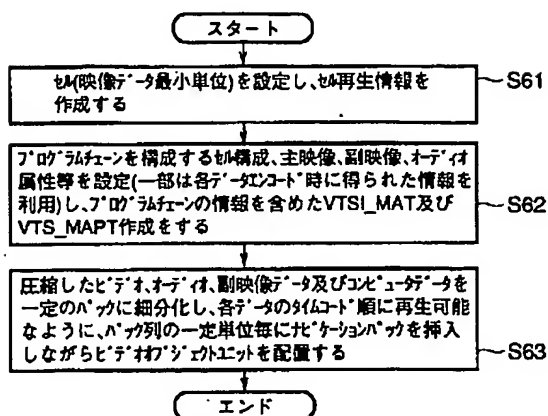 スタート
セル(映像データ最小単位)を設定し、セル再生情報を
作成する
S61
プログラムチェーンを構成するセル構成、主映像、副映像、オーディオ
属性等を設定(一部は各データエンコード時に得られた情報を
利用)し、プログラムチェーンの情報を含めたVTSI_MAT及び
VTS_MAPT作成をする
S62
圧縮したビデオ、オーディオ、副映像データ及びコンピュータデータを
一定のパックに細分化し、各データのタイムコード順に再生可能
なように、パック列の一定単位毎にナビゲーションパックを挿入
しながらビデオオブジェクトユニットを配置する
S63
エンド